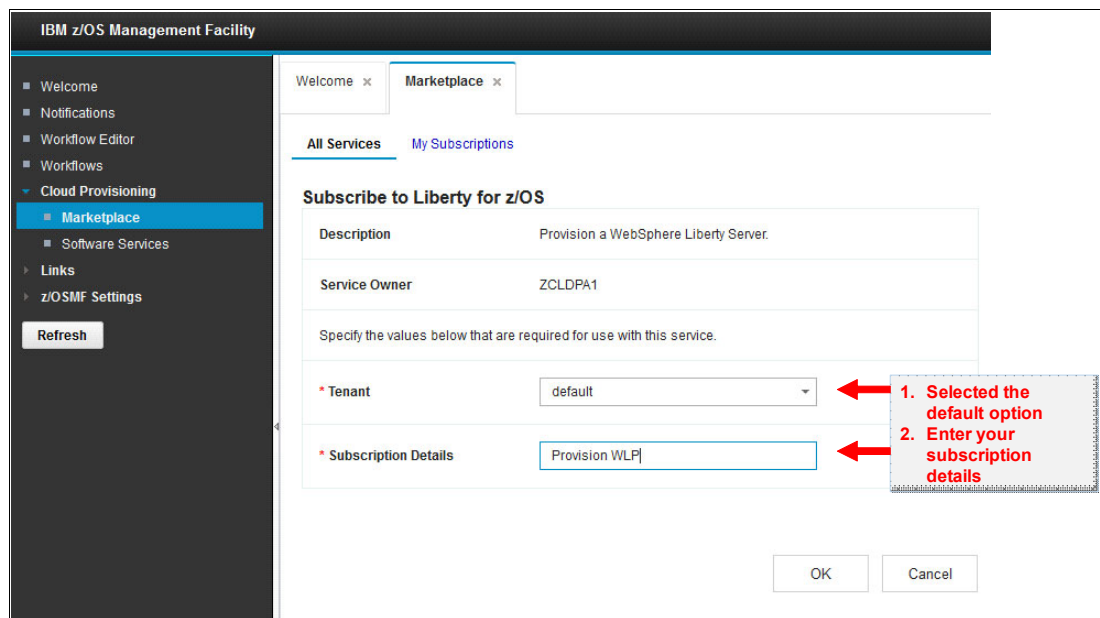 IBM z/OS Management Facility
Welcome
Notifications
Workflow Editor
Workflows
Cloud Provisioning
Marketplace
Software Services
Links
z/OSMF Settings
Refresh
Welcome ×
Marketplace ×
All Services
My Subscriptions
Subscribe to Liberty for z/OS
Description
Provision a WebSphere Liberty Server.
Service Owner
ZCLDPA1
Specify the values below that are required for use with this service.
* Tenant
default
* Subscription Details
Provision WLP
1. Selected the
default option
2. Enter your
subscription
details
OK
Cancel